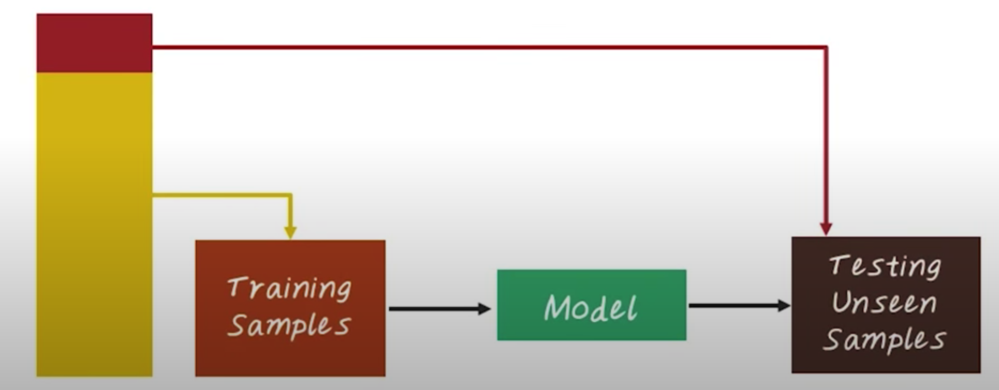 Training
Samples
Model
Testing
Unseen
Samples